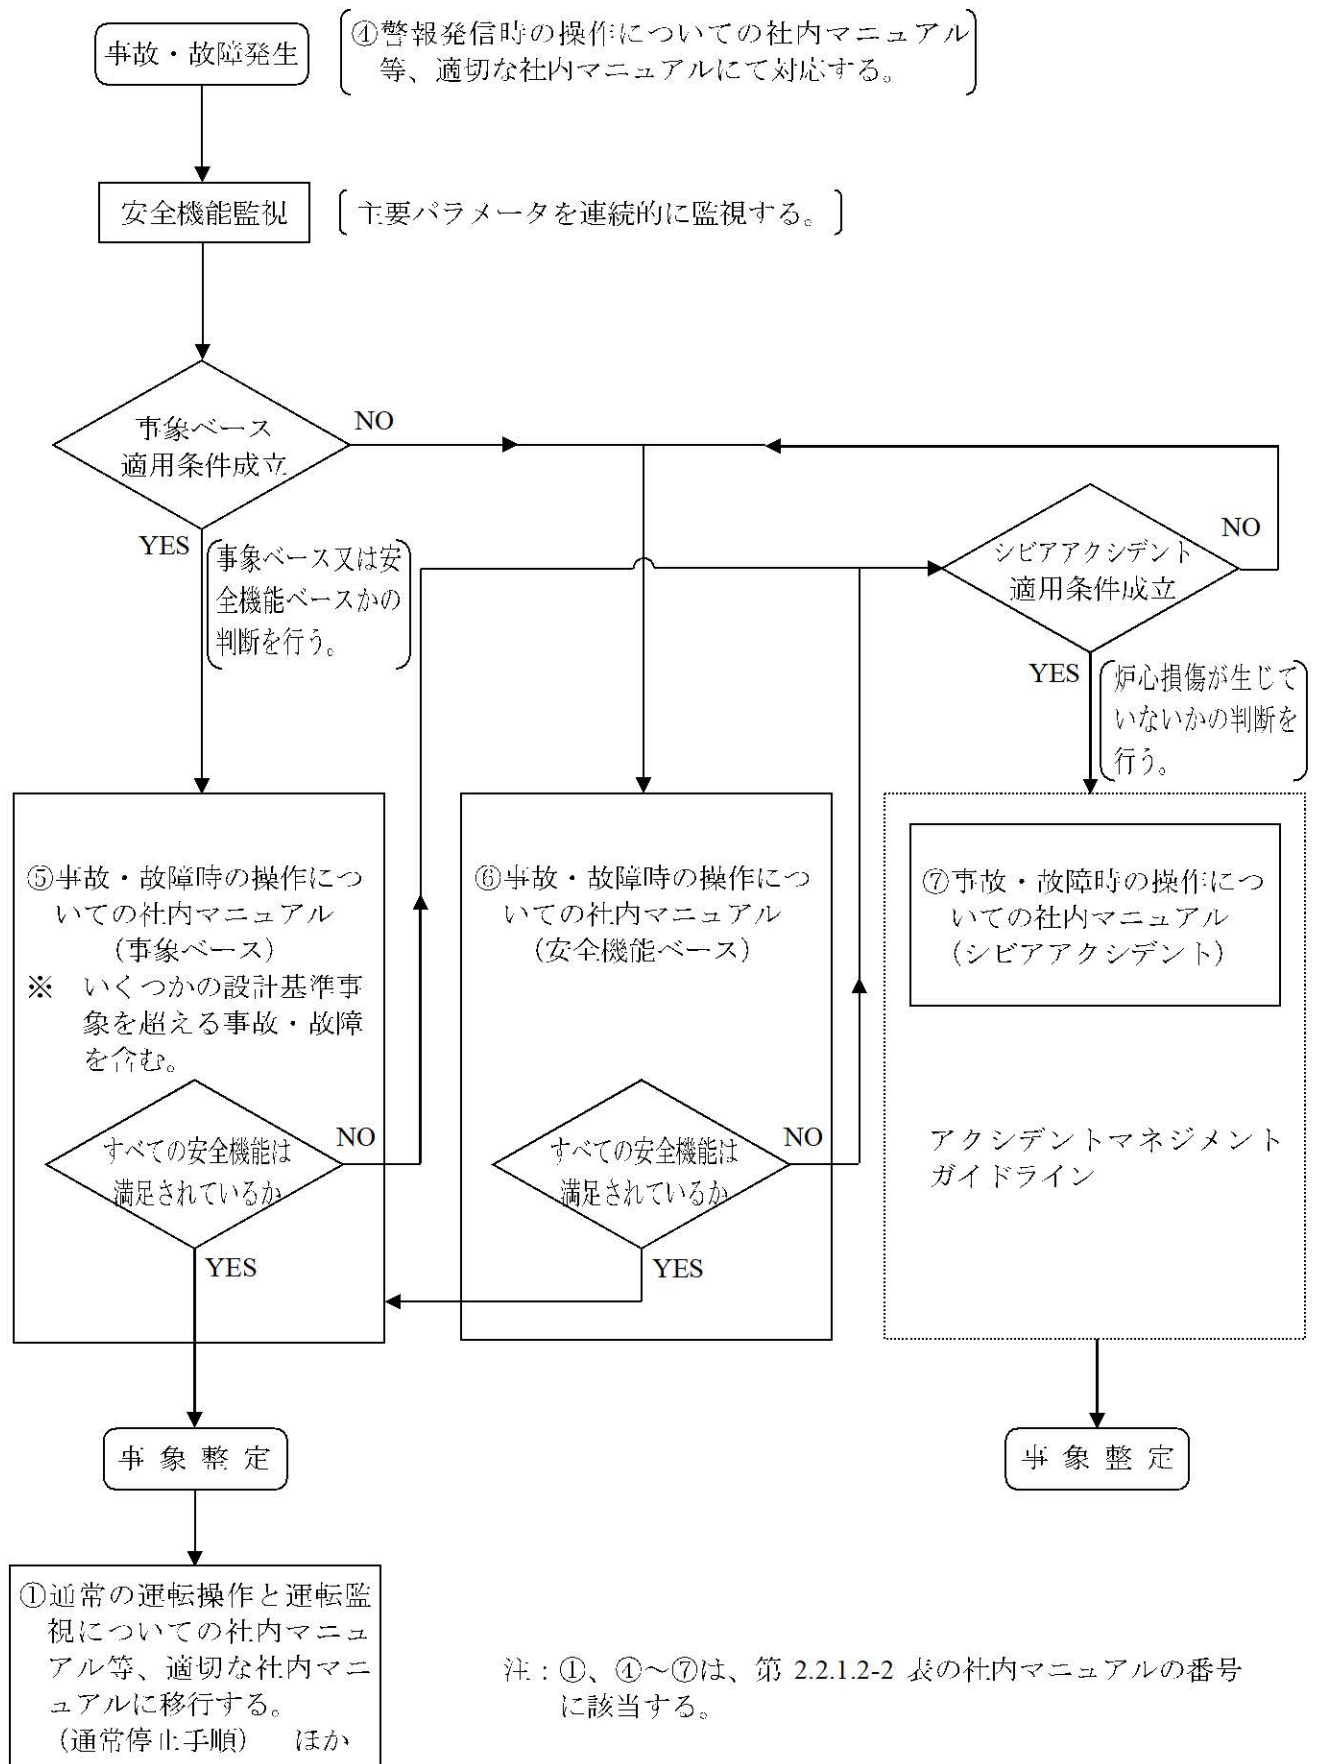 事故・故障発生
④警報発信時の操作についての社内マニュアル
等、適切な社内マニュアルにて対応する。
安全機能監視
主要パラメータを連続的に監視する。
事象ベース
適用条件成立
NO
YES
事象ベース又は安
全機能ベースかの
判断を行う。
シビアアクシデント
適用条件成立
NO
YES
炉心損傷が生じて
いないかの判断を
行う。
⑤事故・故障時の操作につ
いての社内マニュアル
（事象ベース）
※ いくつかの設計基準事
象を超える事故・故障
を含む。
すべての安全機能は
満足されているか
NO
YES
⑥事故・故障時の操作につ
いての社内マニュアル
（安全機能ベース）
すべての安全機能は
満足されているか
NO
YES
⑦事故・故障時の操作につ
いての社内マニュアル
（シビアアクシデント）
アクシデントマネジメント
ガイドライン
事象整定
事象整定
①通常の運転操作と運転監
視についての社内マニュ
アル等、適切な社内マニ
ュアルに移行する。
（通常停止手順） ほか
注：①、④～⑦は、第 2.2.1.2-2 表の社内マニュアルの番号
に該当する。